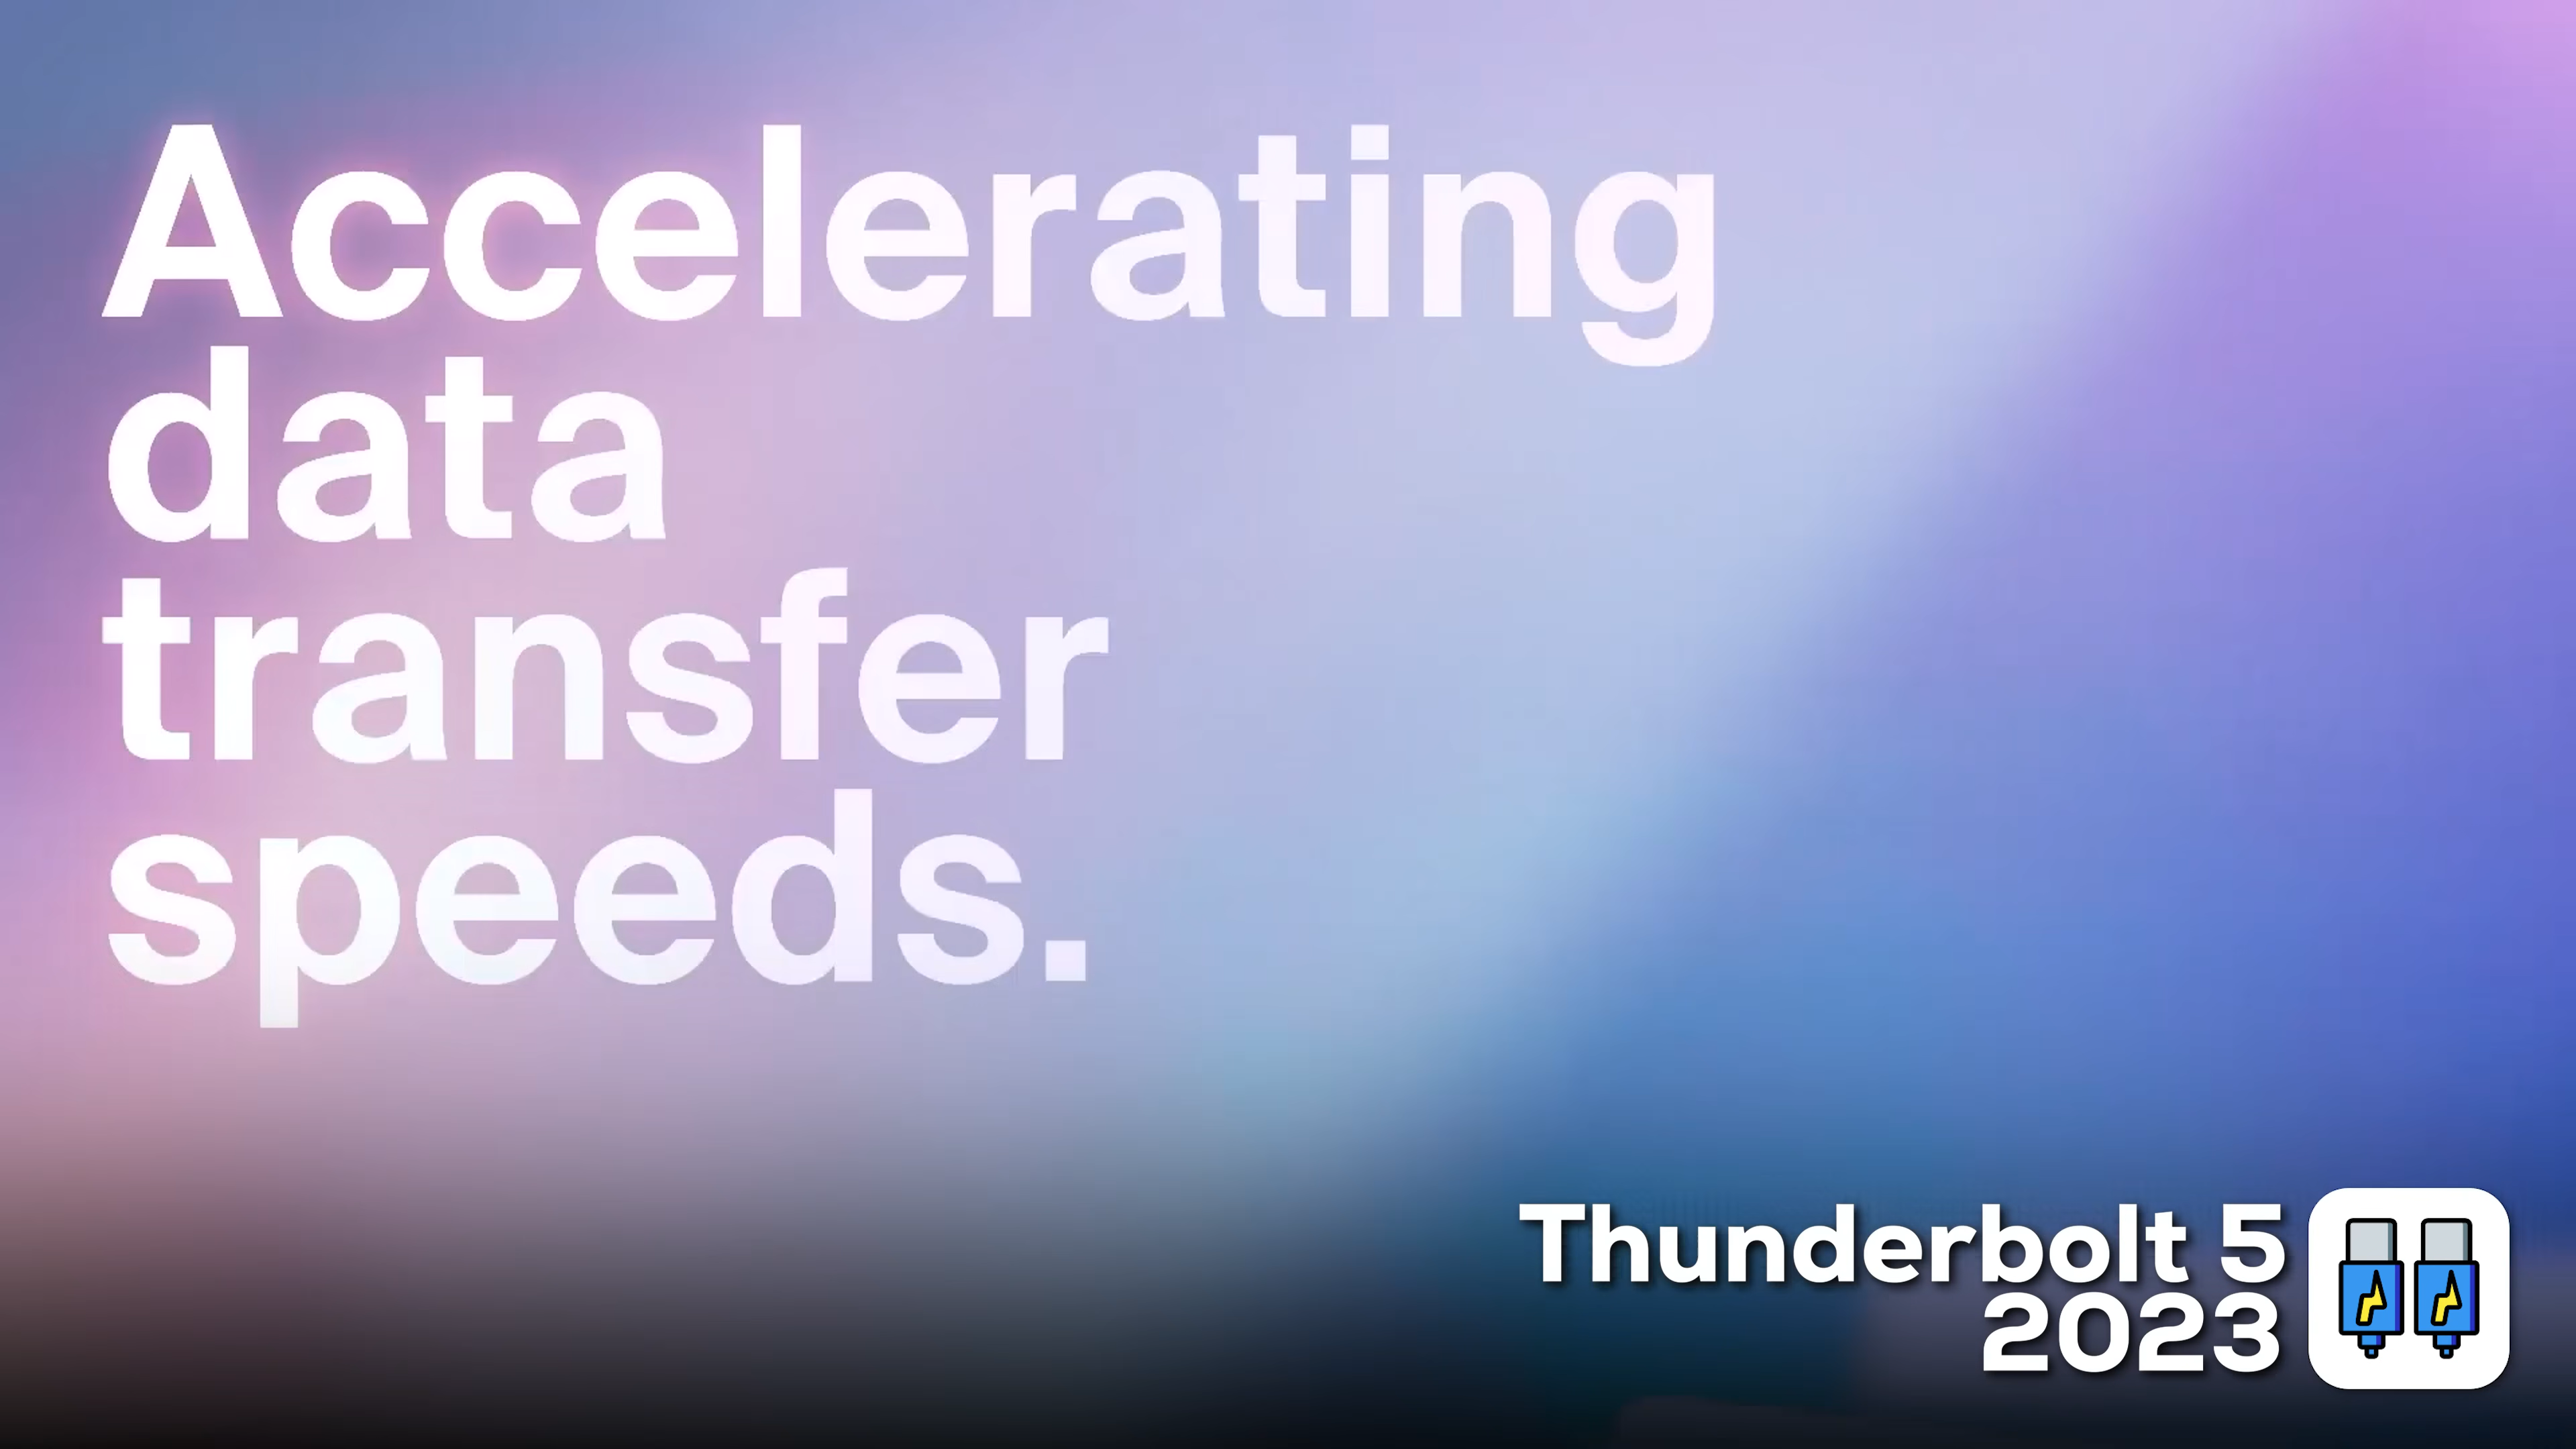 Accelerating
data
transfer
speeds.
Thunderbolt 5
2023